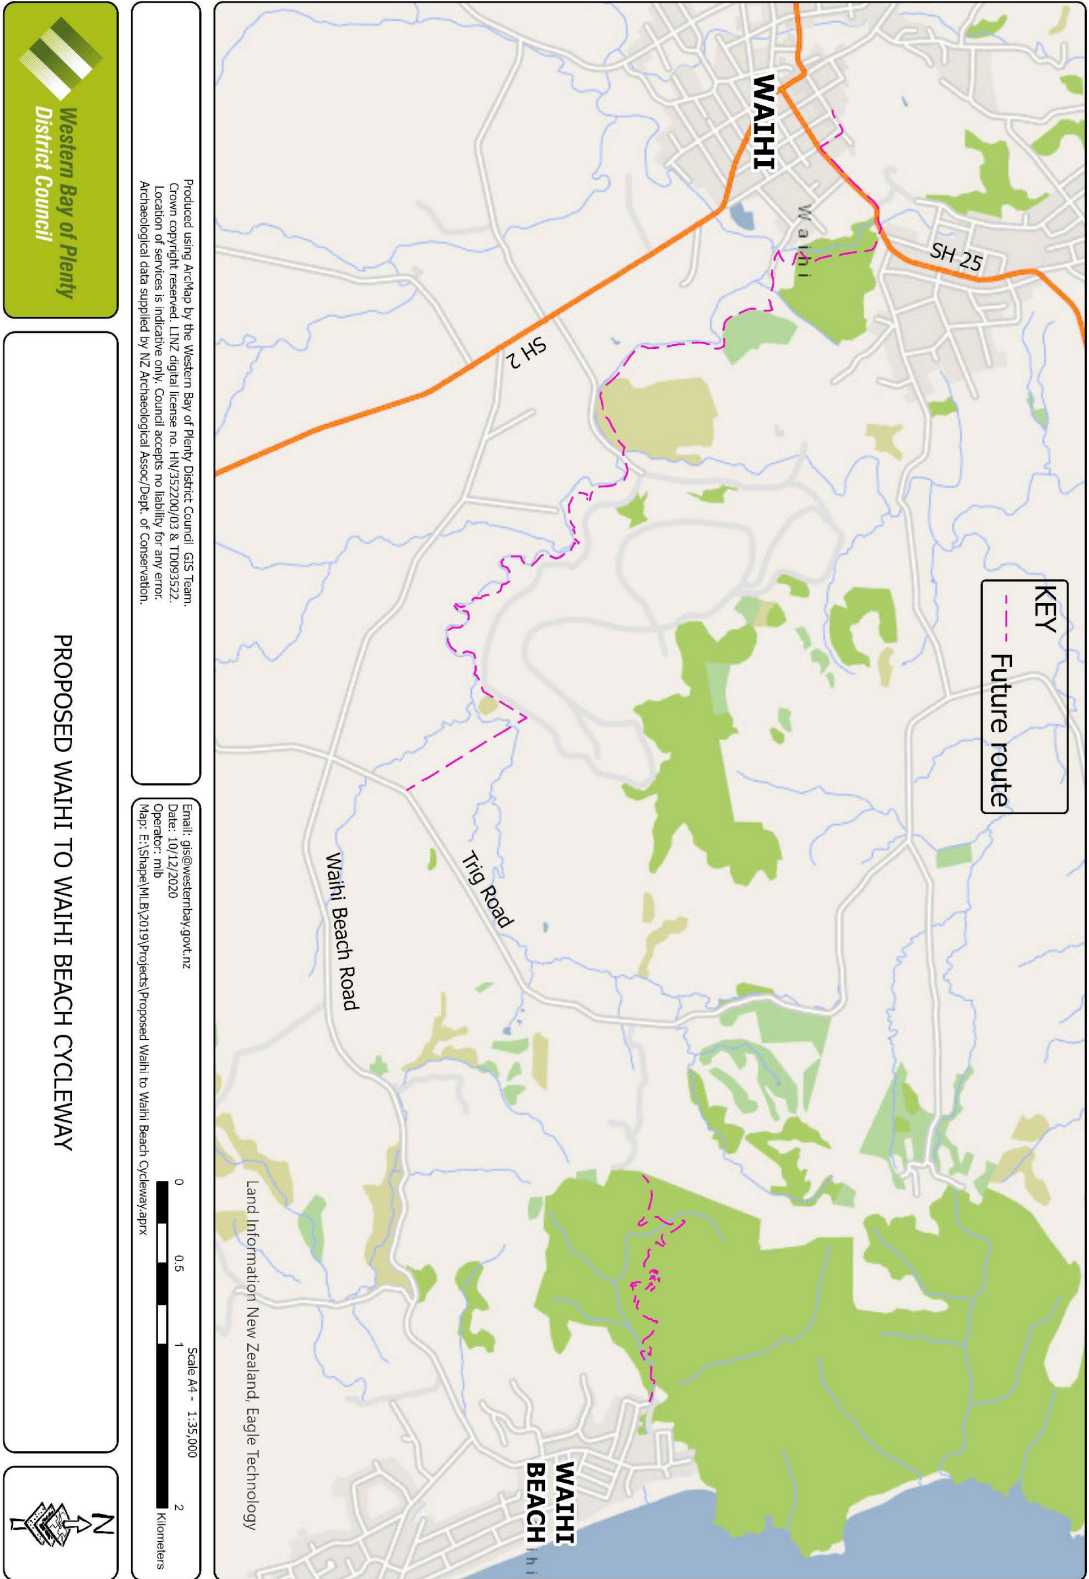 WAIHI
Waihi
SH 25
SH 2
KEY
Future route
Trig Road
Waihi Beach Road
WAIHI
BEACH
ihi
Land Information New Zealand, Eagle Technology
Produced using ArcMap by the Western Bay of Plenty District Council GIS Team.
Crown copyright reserved. LINZ digital license no. HN/352200/03 & TD093522.
Location of services is indicative only. Council accepts no liability for any error.
Archaeological data supplied by NZ Archaeological Assoc/Dept. of Conservation.
Email: gis@westernbay.govt.nz
Date: 10/12/2020
Operator: mlb
Map: E:\Shape\MLB\2019\Projects\Proposed Waihi to Waihi Beach Cycleway.aprx
Scale A4 - 1:35,000
0 0.5 1 2
Kilometers
Western Bay of Plenty
District Council
PROPOSED WAIHI TO WAIHI BEACH CYCLEWAY
N